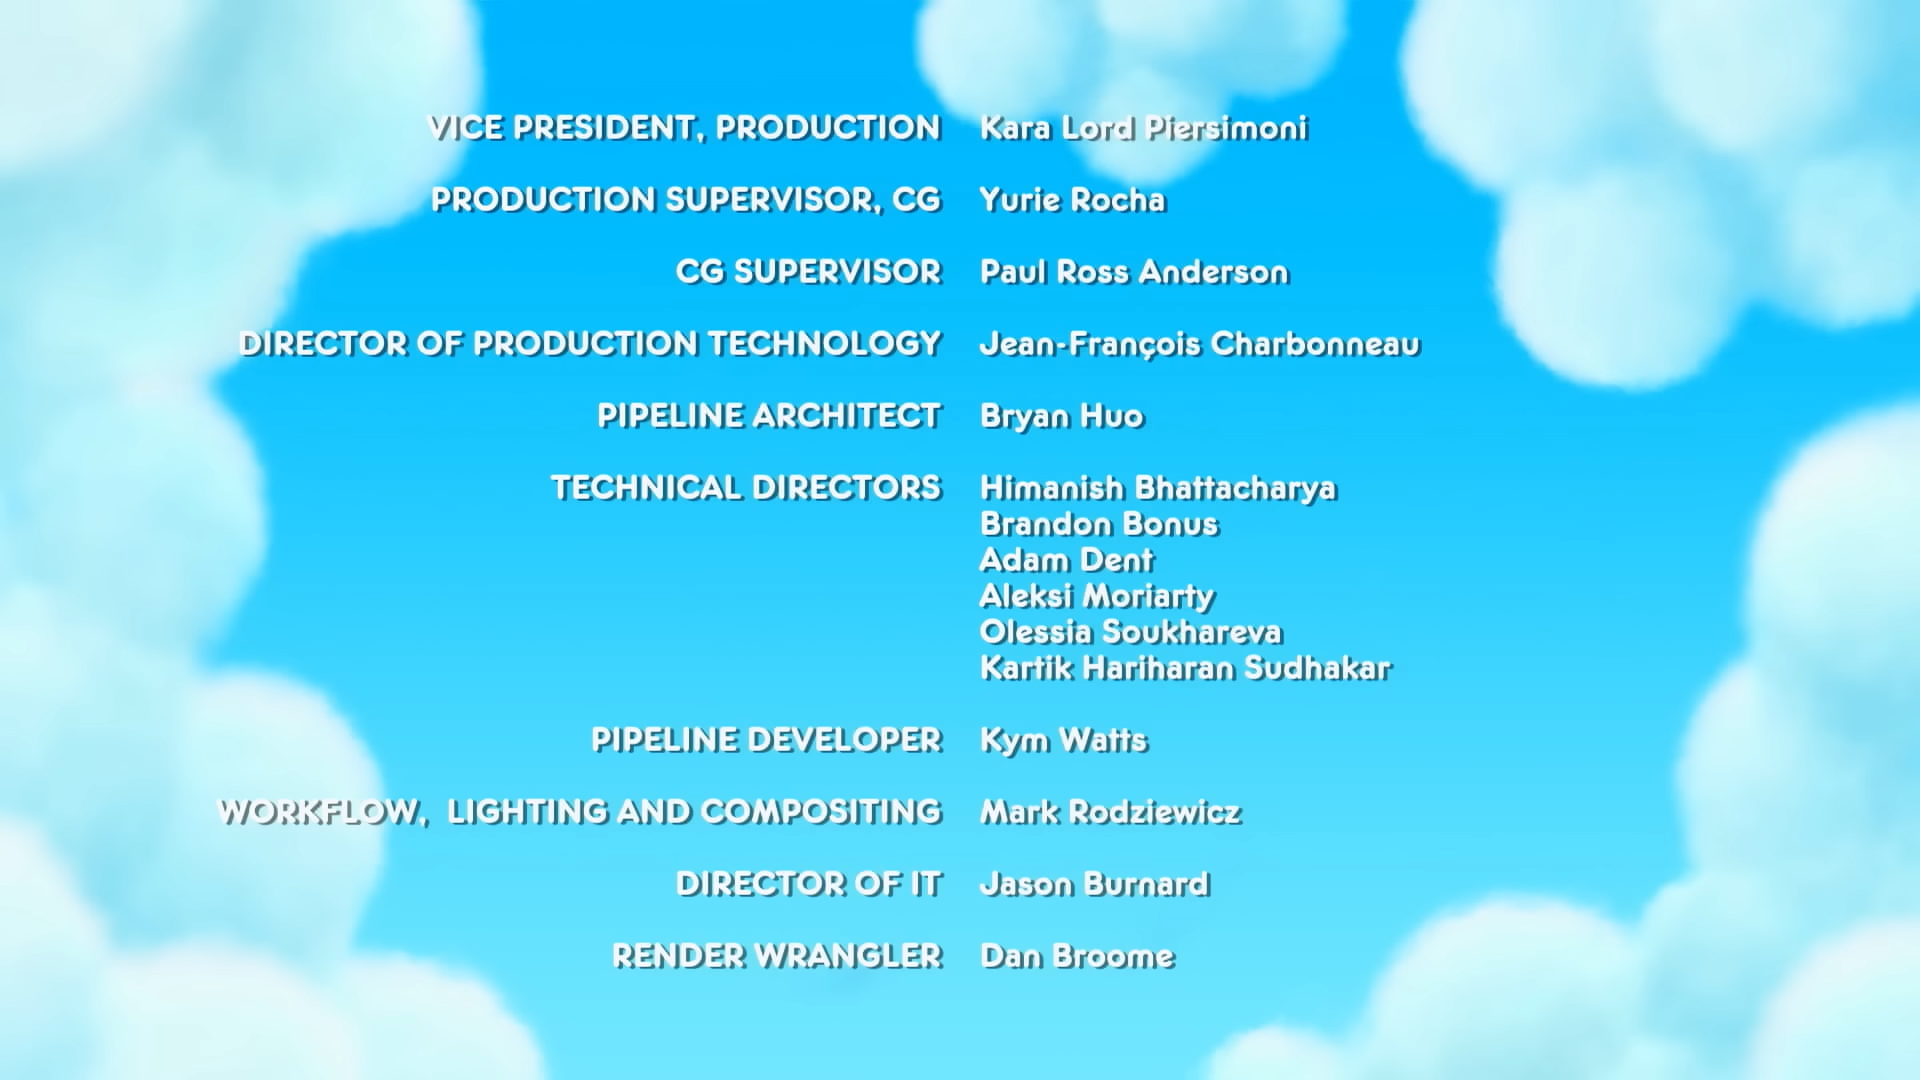 VICE PRESIDENT, PRODUCTION Kara Lord Piersimoni
PRODUCTION SUPERVISOR, CG Yurie Rocha
CG SUPERVISOR Paul Ross Anderson
DIRECTOR OF PRODUCTION TECHNOLOGY Jean-François Charbonneau
PIPELINE ARCHITECT Bryan Huo
TECHNICAL DIRECTORS Himanish Bhattacharya
Brandon Bonus
Adam Dent
Aleksi Moriarty
Olessia Soukhareva
Kartik Hariharan Sudhakar
PIPELINE DEVELOPER Kym Watts
WORKFLOW, LIGHTING AND COMPOSITING Mark Rodziewicz
DIRECTOR OF IT Jason Burnard
RENDER WRANGLER Dan Broome